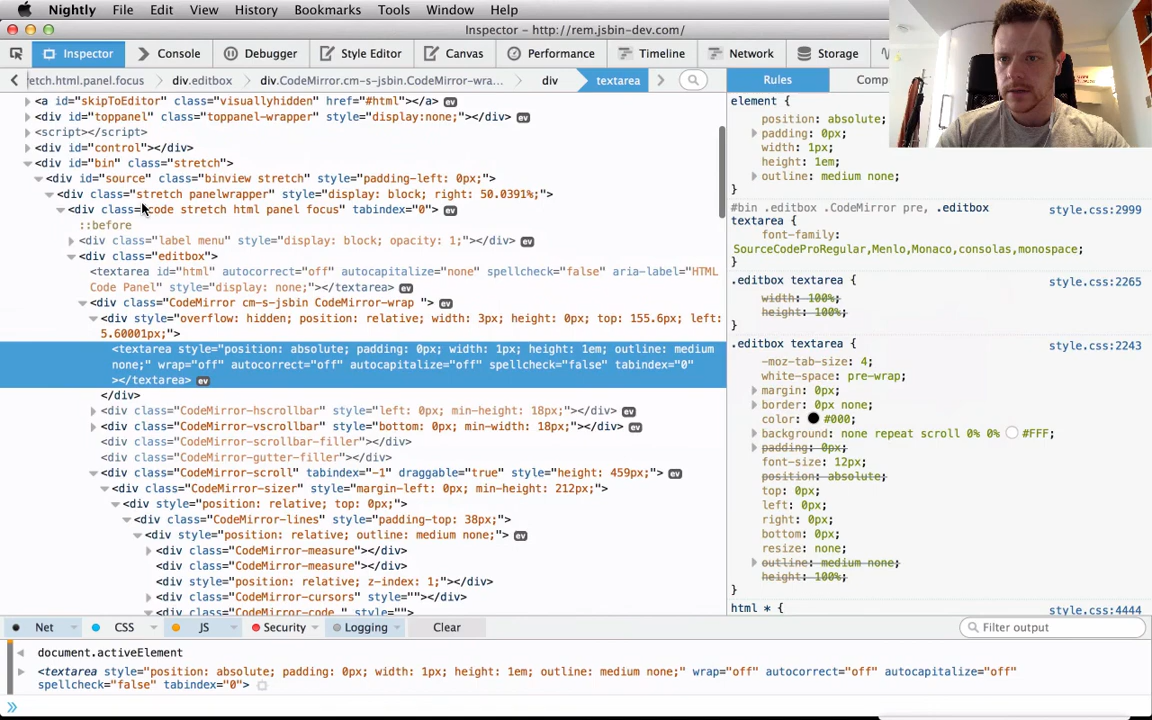 Nightly File Edit View History Bookmarks Tools Window Help
Inspector - http://rem.jsbin-dev.com/
Inspector Console Debugger Style Editor Canvas Performance Timeline Network Storage
etch.html.panel.focus div.editbox div.CodeMirror.cm-s-jsbin.CodeMirror-wra... div textarea
Rules Comp
<a id="skipToEditor" class="visuallyhidden" href="#html"></a> ev
<div id="toppanel" class="toppanel-wrapper" style="display:none;"></div> ev
<script></script>
<div id="control"></div>
<div id="bin" class="stretch">
<div id="source" class="binview stretch" style="padding-left: 0px;">
<div class="stretch panelwrapper" style="display: block; right: 50.0391%;">
<div class="code stretch html panel focus" tabindex="0"> ev
::before
<div class="label menu" style="display: block; opacity: 1;"></div> ev
<div class="editbox">
<textarea id="html" autocorrect="off" autocapitalize="none" spellcheck="false" aria-label="HTML
Code Panel" style="display: none;"></textarea> ev
<div class="CodeMirror cm-s-jsbin CodeMirror-wrap "> ev
<div style="overflow: hidden; position: relative; width: 3px; height: 0px; top: 155.6px; left:
5.60001px;">
<textarea style="position: absolute; padding: 0px; width: 1px; height: 1em; outline: medium
none;" wrap="off" autocorrect="off" autocapitalize="off" spellcheck="false" tabindex="0"
></textarea> ev
</div>
<div class="CodeMirror-hscrollbar" style="left: 0px; min-height: 18px;"></div> ev
<div class="CodeMirror-vscrollbar" style="bottom: 0px; min-width: 18px;"></div> ev
<div class="CodeMirror-scrollbar-filler"></div>
<div class="CodeMirror-gutter-filler"></div>
<div class="CodeMirror-scroll" tabindex="-1" draggable="true" style="height: 459px;"> ev
<div class="CodeMirror-sizer" style="margin-left: 0px; min-height: 212px;">
<div style="position: relative; top: 0px;">
<div class="CodeMirror-lines" style="padding-top: 38px;">
<div style="position: relative; outline: medium none;"> ev
<div class="CodeMirror-measure"></div>
<div class="CodeMirror-measure"></div>
<div style="position: relative; z-index: 1;"></div>
<div class="CodeMirror-cursors" style=""></div>
<div class="CodeMirror-code " style="">
element {
position: absolute;
padding: 0px;
width: 1px;
height: 1em;
outline: medium none;
}
#bin .editbox .CodeMirror pre, .editbox style.css:2999
textarea {
font-family:
SourceCodeProRegular,Menlo,Monaco,consolas,monospace;
}
.editbox textarea { style.css:2265
width: 100%;
height: 100%;
}
.editbox textarea { style.css:2243
-moz-tab-size: 4;
white-space: pre-wrap;
margin: 0px;
border: 0px none;
color: #000;
background: none repeat scroll 0% 0% #FFF;
padding: 0px;
font-size: 12px;
position: absolute;
top: 0px;
left: 0px;
right: 0px;
bottom: 0px;
resize: none;
outline: medium none;
height: 100%;
}
html * { style.css:4444
Net CSS JS Security Logging Clear Filter output
document.activeElement
<textarea style="position: absolute; padding: 0px; width: 1px; height: 1em; outline: medium none;" wrap="off" autocorrect="off" autocapitalize="off"
spellcheck="false" tabindex="0">